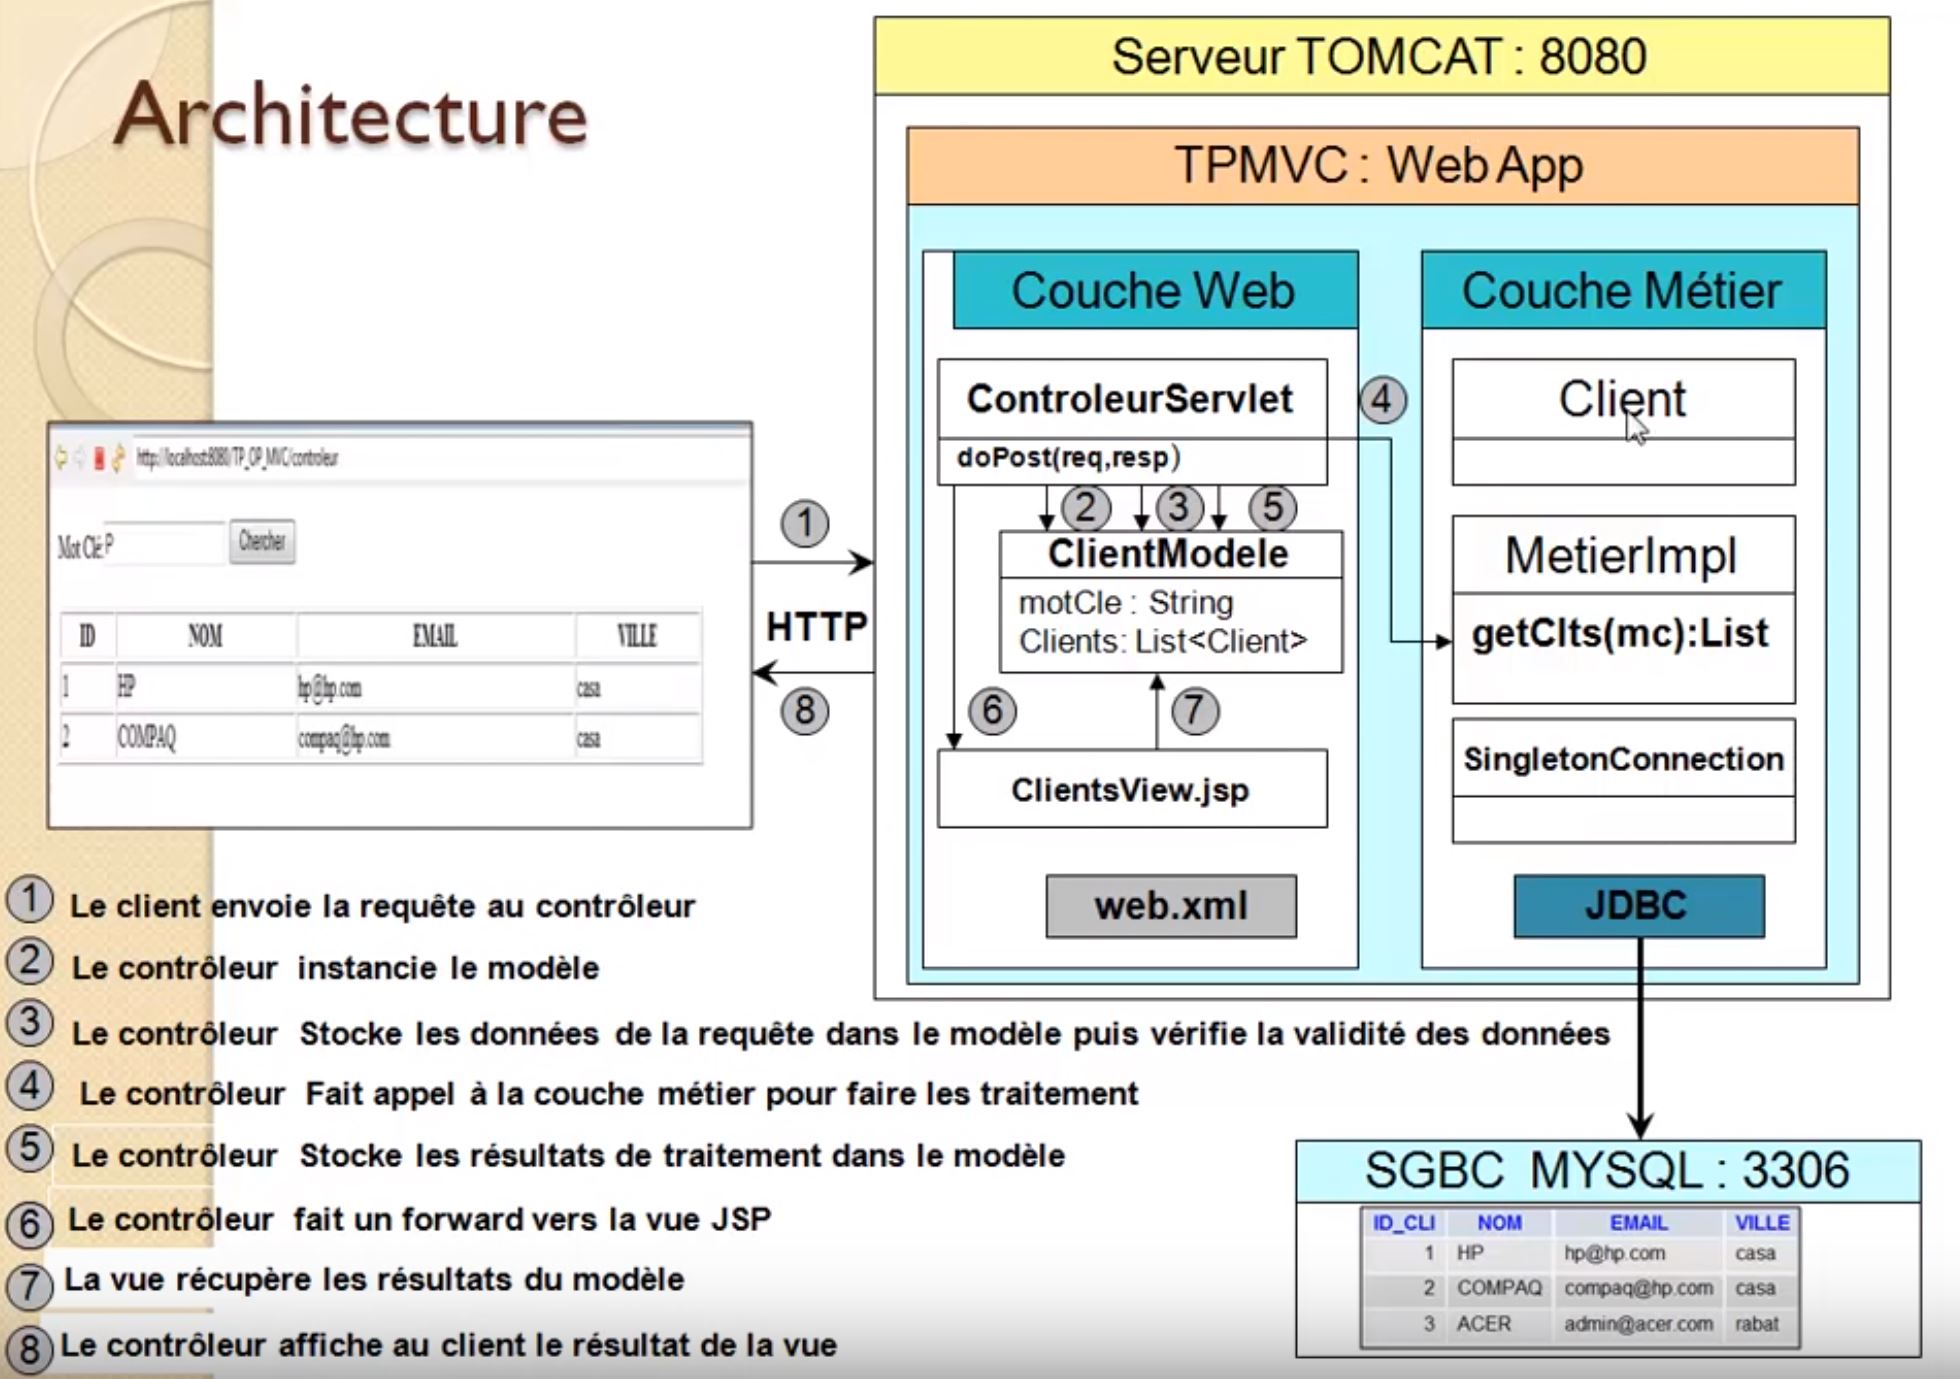 Architecture
Serveur TOMCAT : 8080
TPMVC : Web App
Couche Web
Couche Métier
ControleurServlet
doPost(req,resp)
4
Client
2
3
5
ClientModele
motCle : String
Clients: List<Client>
MetierImpl
getClts(mc):List
6
7
ClientsView.jsp
SingletonConnection
web.xml
JDBC
http://localhost:8080/TP_CP_MVC/controleur
Mot Clé: P
Chercher
ID NOM EMAIL VILLE
1 HP hp@hp.com casa
2 COMPAQ compaq@hp.com casa
1
HTTP
8
1 Le client envoie la requête au contrôleur
2 Le contrôleur instancie le modèle
3 Le contrôleur Stocke les données de la requête dans le modèle puis vérifie la validité des données
4 Le contrôleur Fait appel à la couche métier pour faire les traitement
5 Le contrôleur Stocke les résultats de traitement dans le modèle
6 Le contrôleur fait un forward vers la vue JSP
7 La vue récupère les résultats du modèle
8 Le contrôleur affiche au client le résultat de la vue
SGBC MYSQL : 3306
ID_CLI NOM EMAIL VILLE
1 HP hp@hp.com casa
2 COMPAQ compaq@hp.com casa
3 ACER admin@acer.com rabat